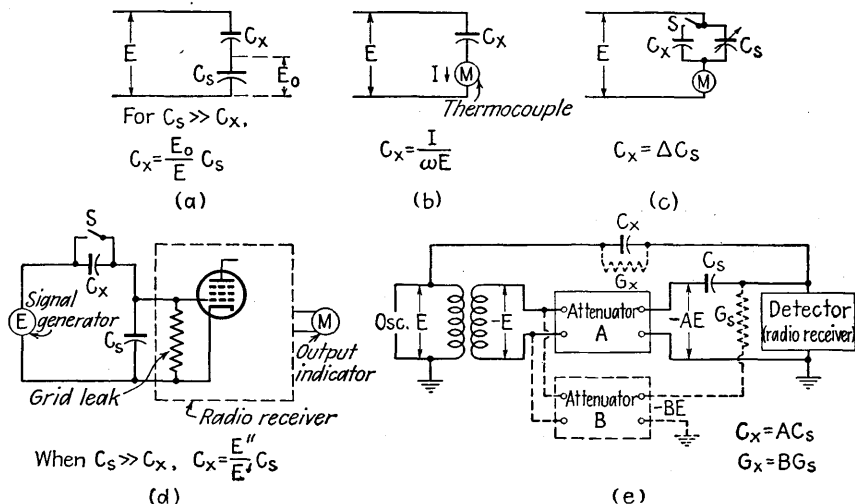 E
Cx
Cs
E₀
For Cs >> Cx,
Cx = E₀/E Cs
(a)
E
Cx
I ↓ M
Thermocouple
Cx = I/ωE
(b)
S
E
Cx
Cs
M
Cx = ΔCs
(c)
S
Cx
E
Signal generator
Cs
Grid leak
M
Output indicator
Radio receiver
When Cs >> Cx, Cx = E"/E' Cs
(d)
Cx
Gx
Osc.
E
-E
Attenuator
A
-AE
Cs
Gs
Detector
(radio receiver)
Attenuator
B
-BE
Cx = ACs
Gx = BGs
(e)